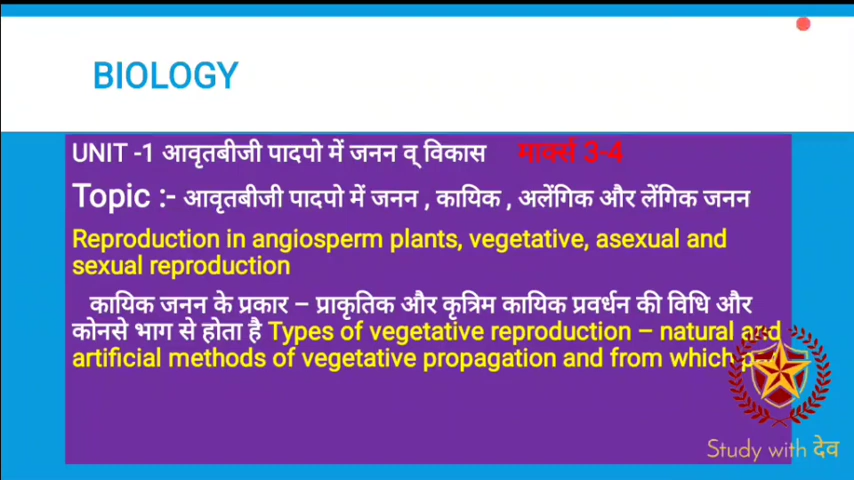 BIOLOGY
UNIT -1 आवृतबीजी पादपो में जनन व् विकास मार्क्स 3-4
Topic :- आवृतबीजी पादपो में जनन , कायिक , अलेंगिक और लेंगिक जनन
Reproduction in angiosperm plants, vegetative, asexual and
sexual reproduction
कायिक जनन के प्रकार – प्राकृतिक और कृत्रिम कायिक प्रवर्धन की विधि और
कोनसे भाग से होता है Types of vegetative reproduction – natural and
artificial methods of vegetative propagation and from which
Study with देव